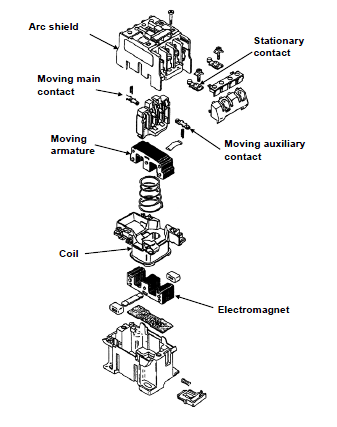 Arc shield
Stationary
contact
Moving main
contact
Moving
armature
Moving auxiliary
contact
Coil
Electromagnet